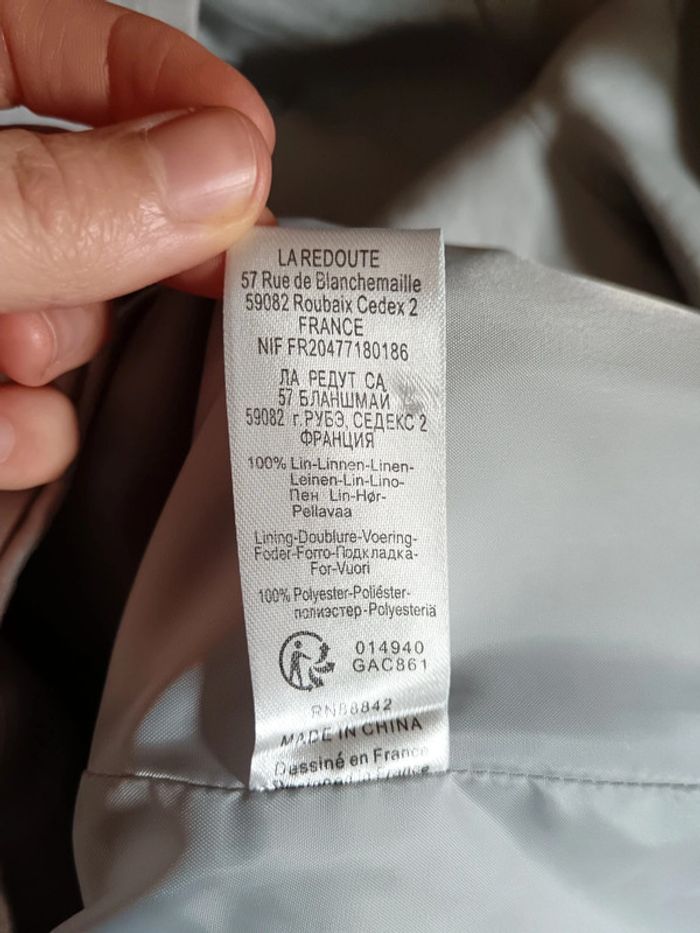 LA REDOUTE
57 Rue de Blanchemaille
59082 Roubaix Cedex 2
FRANCE
NIF FR20477180186
ЛА РЕДУТ СА
57 БЛАНШМАЙ
59082 г.РУБЭ, СЕДЕКС 2
ФРАНЦИЯ
100% Lin-Linnen-Linen-
Leinen-Lin-Lino-
Пен Lin-Hør-
Pellavaa
Lining-Doublure-Voering-
Foder-Forro-Подкладка-
For-Vuori
100% Polyester-Poliéster-
полиэстер-Polyesteriä
014940
GAC861
RN88842
MADE IN CHINA
Dessiné en France